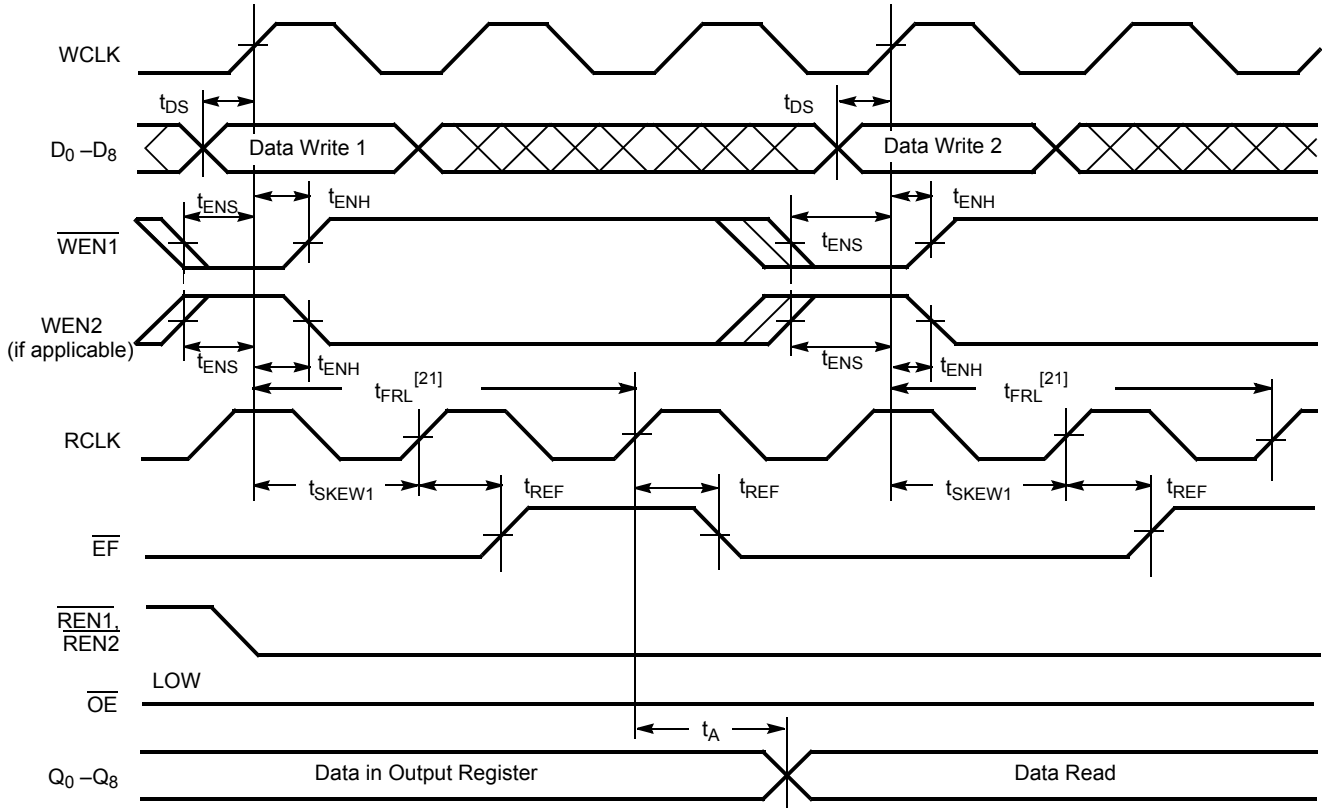 WCLK
tDS tDS
D0 –D8 Data Write 1 Data Write 2
tENS tENH tENH
WEN1 tENS
WEN2
(if applicable)
tENS tENH tENS tENH
tFRL[21] tFRL[21]
RCLK
tSKEW1 tREF tREF tSKEW1 tREF
EF
REN1,
REN2
LOW
OE
tA
Q0 –Q8 Data in Output Register Data Read